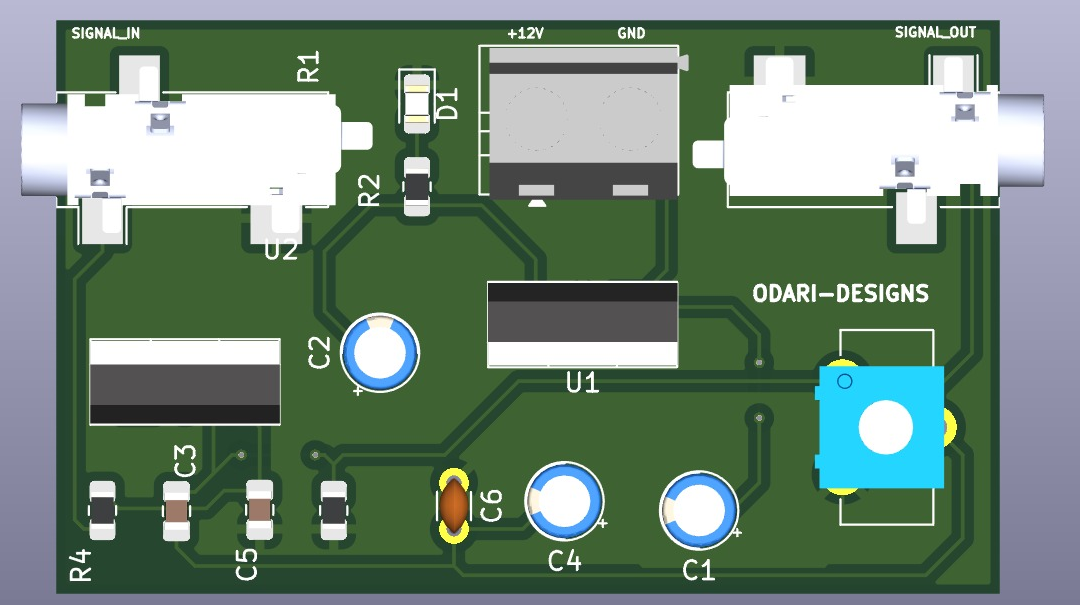 SIGNAL_IN
+12V
GND
SIGNAL_OUT
R1
D1
R2
U2
ODARI-DESIGNS
C2
+
U1
C3
C6
+
+
R4
C5
C4
C1